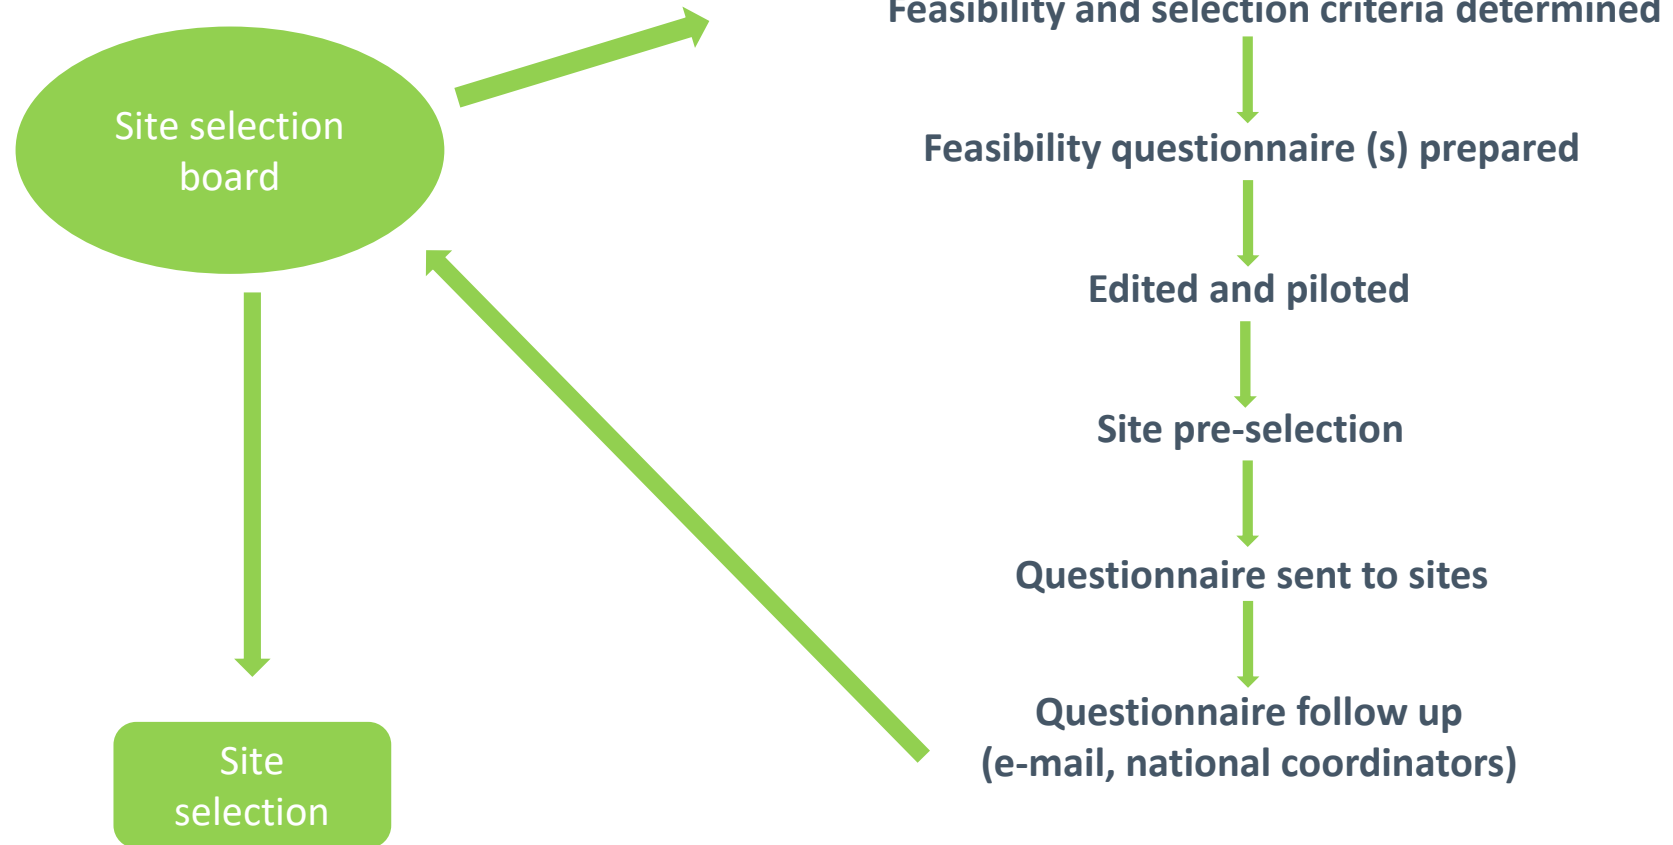 Feasibility and selection criteria determined
Site selection
board
Feasibility questionnaire (s) prepared
Edited and piloted
Site pre-selection
Questionnaire sent to sites
Questionnaire follow up
(e-mail, national coordinators)
Site
selection